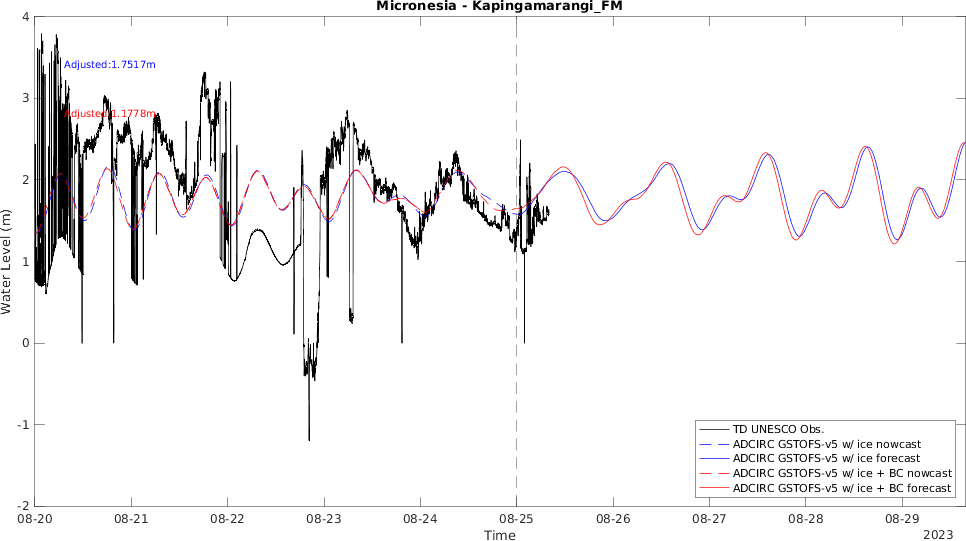 Micronesia - Kapingamarangi_FM
Adjusted:1.7517m
Adjusted:1.1778m
Water Level (m)
4
3
2
1
0
-1
-2
08-20 08-21 08-22 08-23 08-24 08-25 08-26 08-27 08-28 08-29
Time
2023
TD UNESCO Obs.
ADCIRC GSTOFS-v5 w/ ice nowcast
ADCIRC GSTOFS-v5 w/ ice forecast
ADCIRC GSTOFS-v5 w/ ice + BC nowcast
ADCIRC GSTOFS-v5 w/ ice + BC forecast